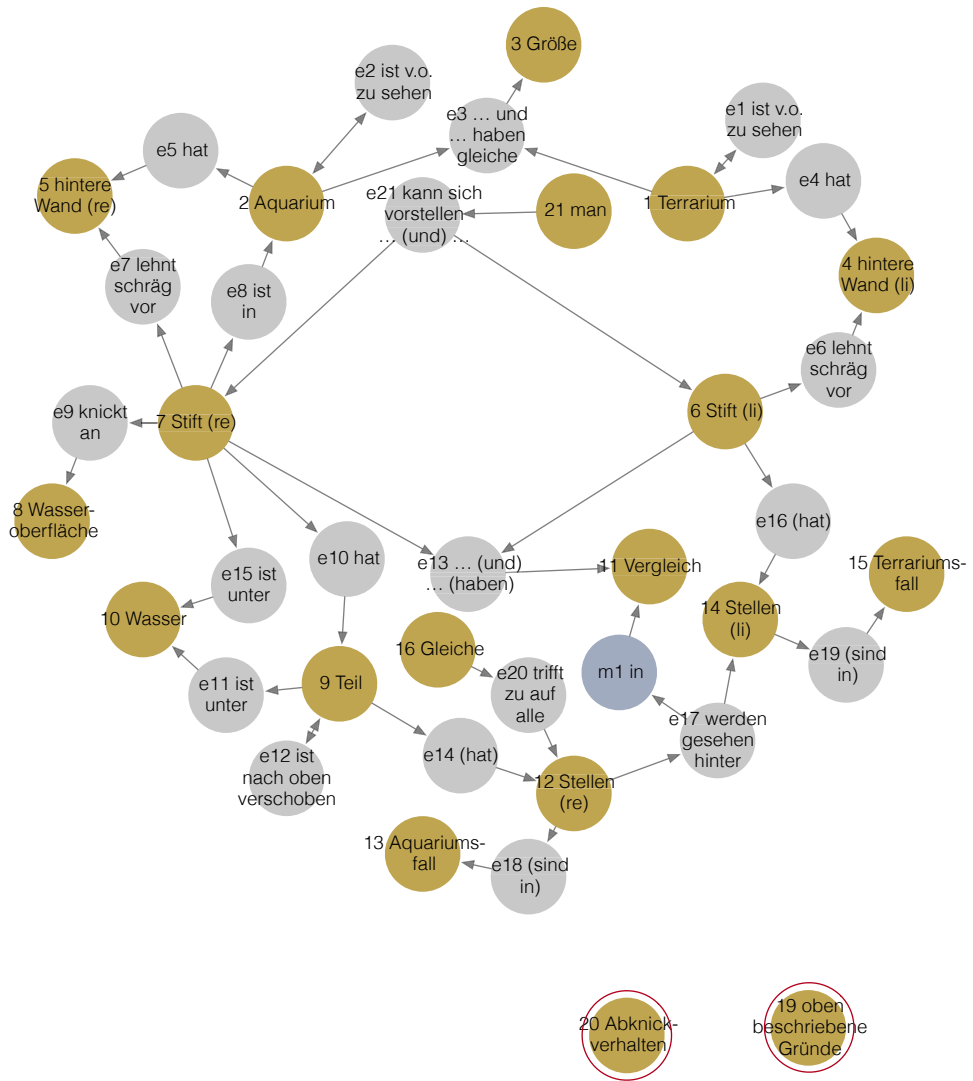 3 Größe
e2 ist v.o.
zu sehen
e3 … und
… haben
gleiche
e1 ist v.o.
zu sehen
e5 hat
e4 hat
5 hintere
Wand (re)
2 Aquarium
e21 kann sich
vorstellen
… (und) …
21 man
1 Terrarium
e7 lehnt
schräg
vor
e8 ist
in
4 hintere
Wand (li)
e6 lehnt
schräg
vor
e9 knickt
an
7 Stift (re)
6 Stift (li)
8 Wasser-
oberfläche
e16 (hat)
e10 hat
e15 ist
unter
e13 … (und)
… (haben)
11 Vergleich
15 Terrariums-
fall
10 Wasser
14 Stellen
(li)
16 Gleiche
e19 (sind
in)
e11 ist
unter
9 Teil
e20 trifft
zu auf
alle
m1 in
e17 werden
gesehen
hinter
e12 ist
nach oben
verschoben
e14 (hat)
12 Stellen
(re)
13 Aquariums-
fall
e18 (sind
in)
20 Abknick-
verhalten
19 oben
beschriebene
Gründe